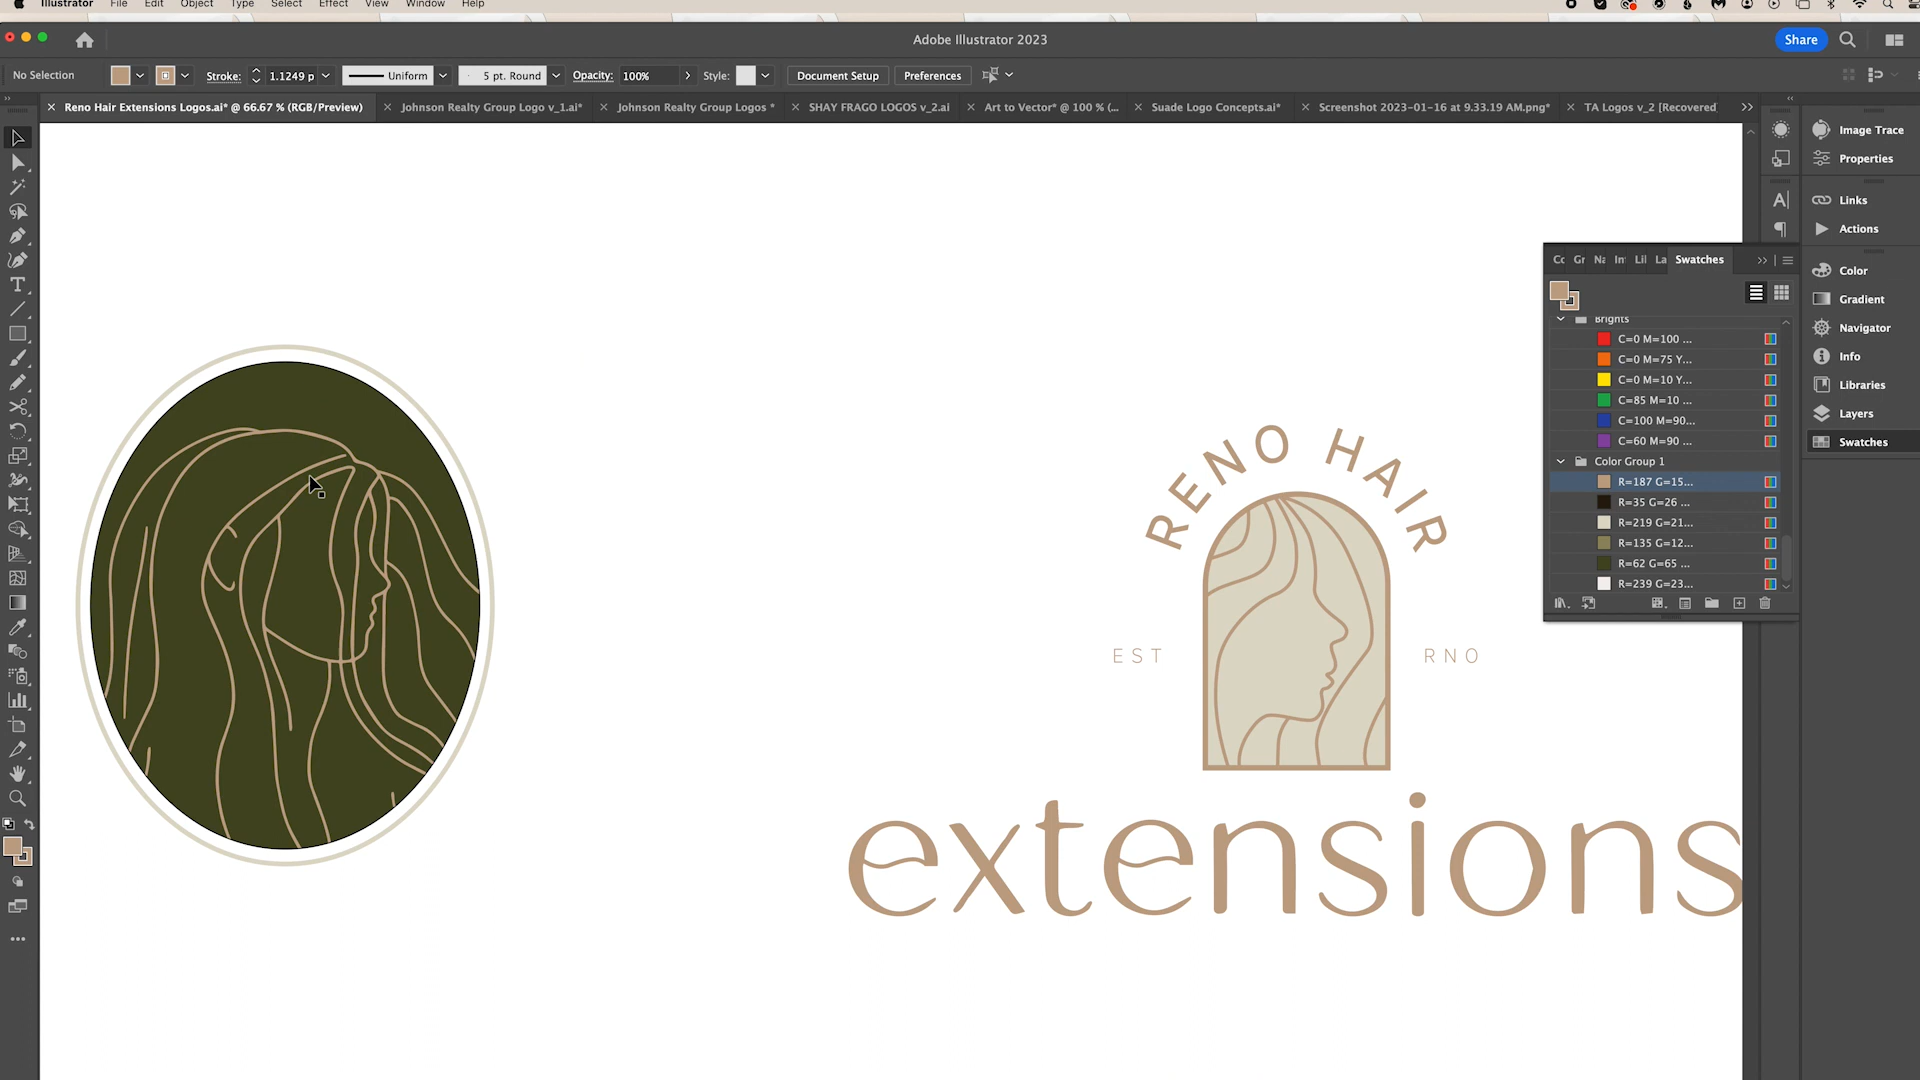 Illustrator File Edit Object Type Select Effect View Window Help
Adobe Illustrator 2023
Share
No Selection Stroke: 1.1249 p Uniform 5 pt. Round Opacity: 100% Style: Document Setup Preferences
Reno Hair Extensions Logos.ai* @ 66.67 % (RGB/Preview) Johnson Realty Group Logo v_1.ai* Johnson Realty Group Logos * SHAY FRAGO LOGOS v_2.ai Art to Vector* @ 100 % (... Suade Logo Concepts.ai* Screenshot 2023-01-16 at 9.33.19 AM.png* TA Logos v_2 [Recovered]
Image Trace
Properties
Links
Actions
Color
Gradient
Navigator
Info
Libraries
Layers
Swatches
Cc Gr Na In Lil La Swatches
Brights
C=0 M=100 ...
C=0 M=75 Y...
C=0 M=10 Y...
C=85 M=10 ...
C=100 M=90...
C=60 M=90 ...
Color Group 1
R=187 G=15...
R=35 G=26 ...
R=219 G=21...
R=135 G=12...
R=62 G=65 ...
R=239 G=23...
RENO HAIR
EST RNO
extensions